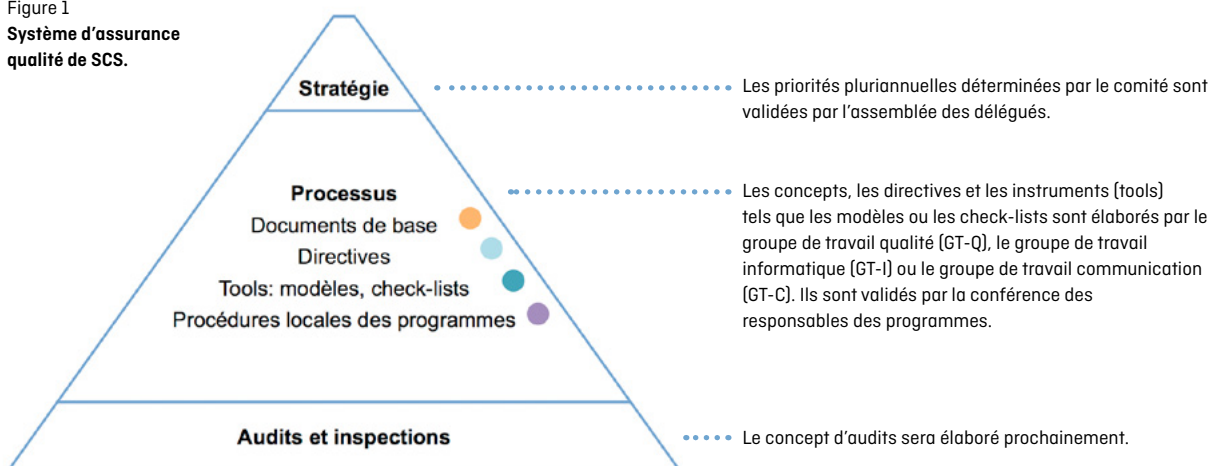 Figure 1
Système d'assurance
qualité de SCS.
Stratégie
Les priorités pluriannuelles déterminées par le comité sont
validées par l'assemblée des délégués.
Processus
Documents de base
Directives
Tools: modèles, check-lists
Procédures locales des programmes
Les concepts, les directives et les instruments (tools)
tels que les modèles ou les check-lists sont élaborés par le
groupe de travail qualité (GT-Q), le groupe de travail
informatique (GT-I) ou le groupe de travail communication
(GT-C). Ils sont validés par la conférence des
responsables des programmes.
Audits et inspections
Le concept d'audits sera élaboré prochainement.